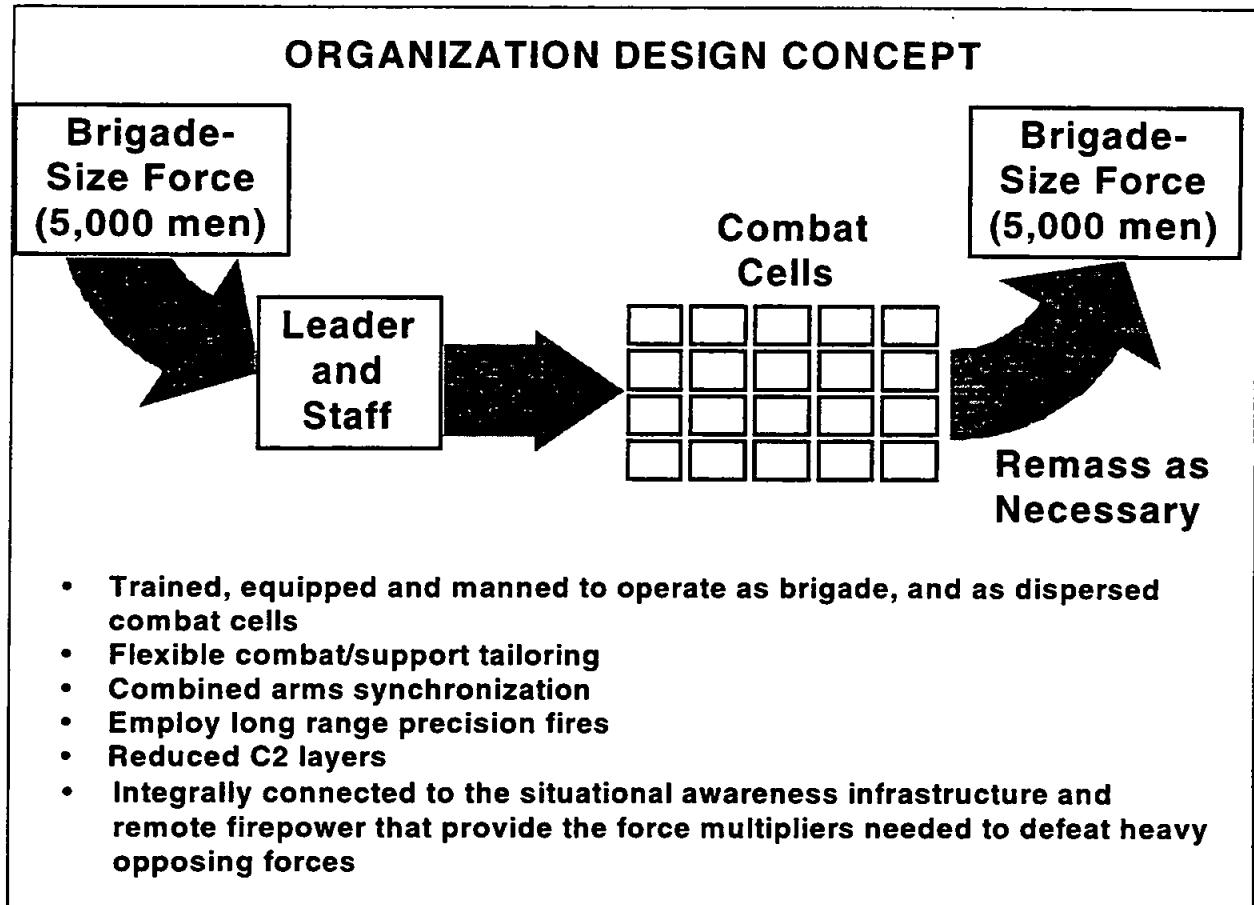 ORGANIZATION DESIGN CONCEPT
Brigade-
Size Force
(5,000 men)
Leader
and
Staff
Combat
Cells
Brigade-
Size Force
(5,000 men)
Remass as
Necessary
• Trained, equipped and manned to operate as brigade, and as dispersed
combat cells
• Flexible combat/support tailoring
• Combined arms synchronization
• Employ long range precision fires
• Reduced C2 layers
• Integrally connected to the situational awareness infrastructure and
remote firepower that provide the force multipliers needed to defeat heavy
opposing forces